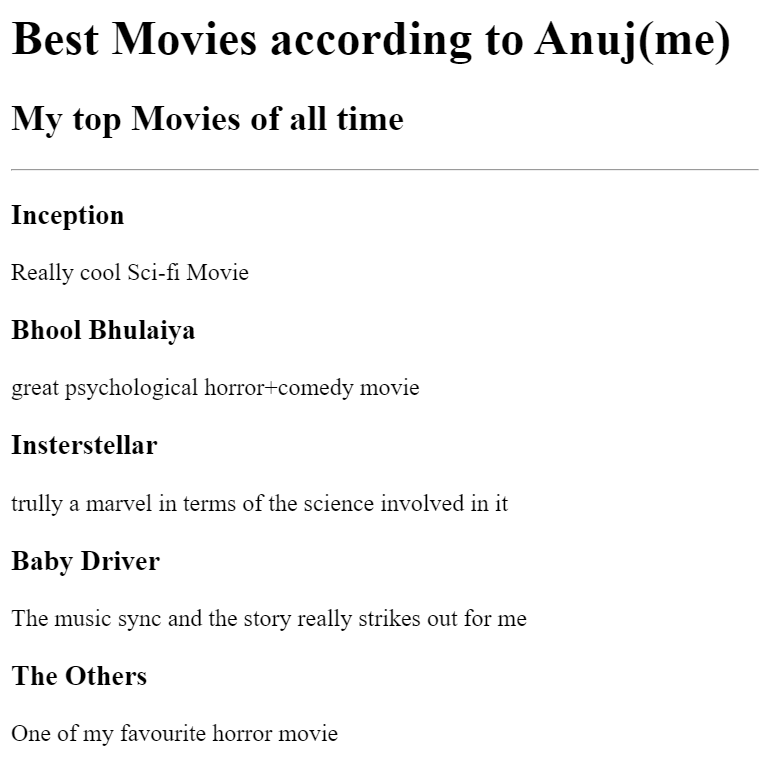 Best Movies according to Anuj(me)
My top Movies of all time
Inception
Really cool Sci-fi Movie
Bhool Bhulaiya
great psychological horror+comedy movie
Insterstellar
trully a marvel in terms of the science involved in it
Baby Driver
The music sync and the story really strikes out for me
The Others
One of my favourite horror movie